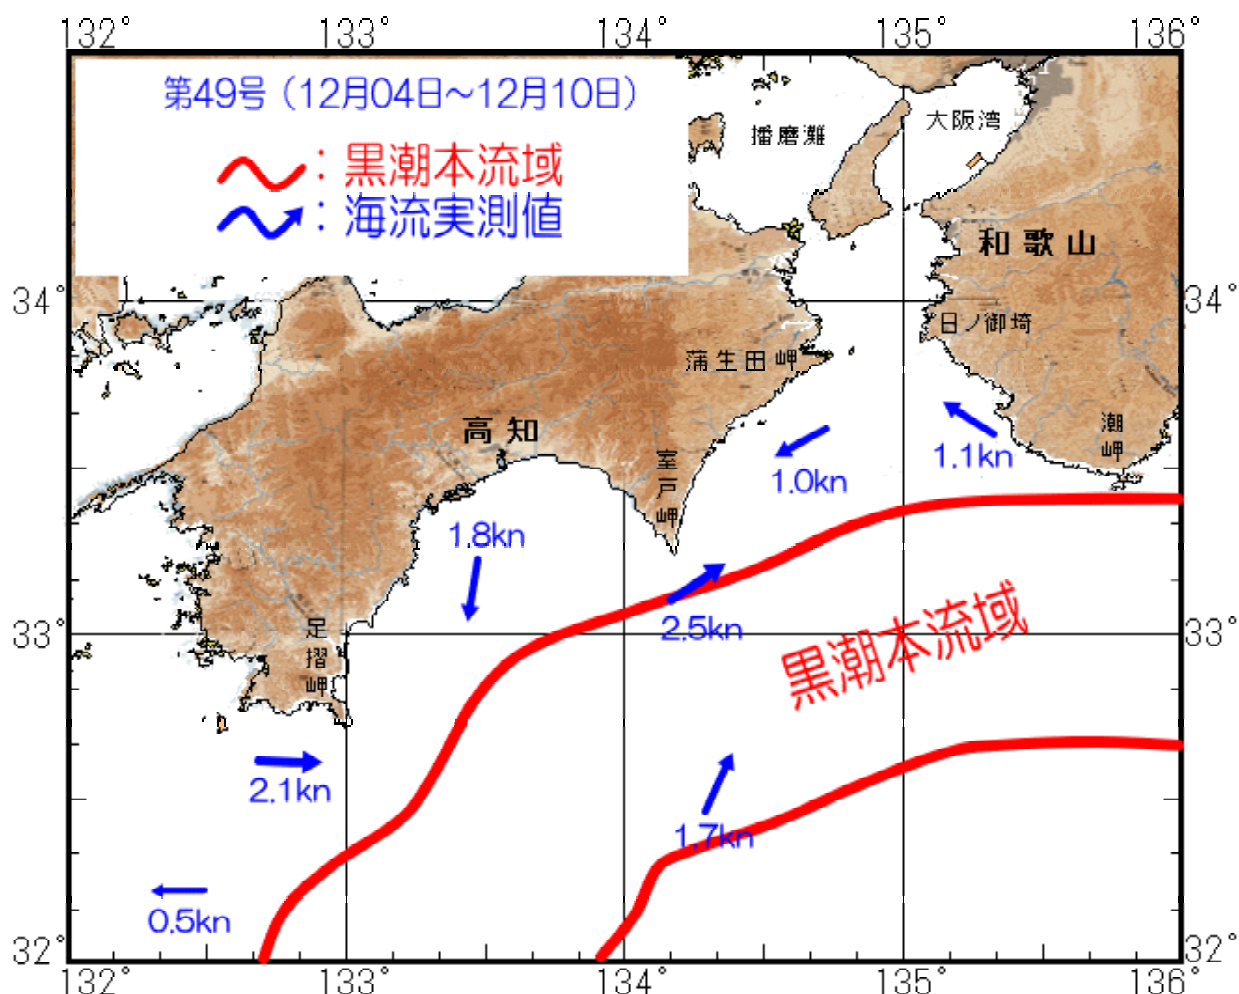 132° 133° 134° 135° 136°
第49号（12月04日～12月10日）
：黒潮本流域
：海流実測値
播磨灘
大阪湾
和歌山
34° 34°
日ノ御埼
蒲生田岬
潮岬
高知
室戸岬
1.1kn
1.0kn
1.8kn
2.5kn
足摺岬
33° 33°
黒潮本流域
2.1kn
1.7kn
0.5kn
32° 32°
132° 133° 134° 135° 136°